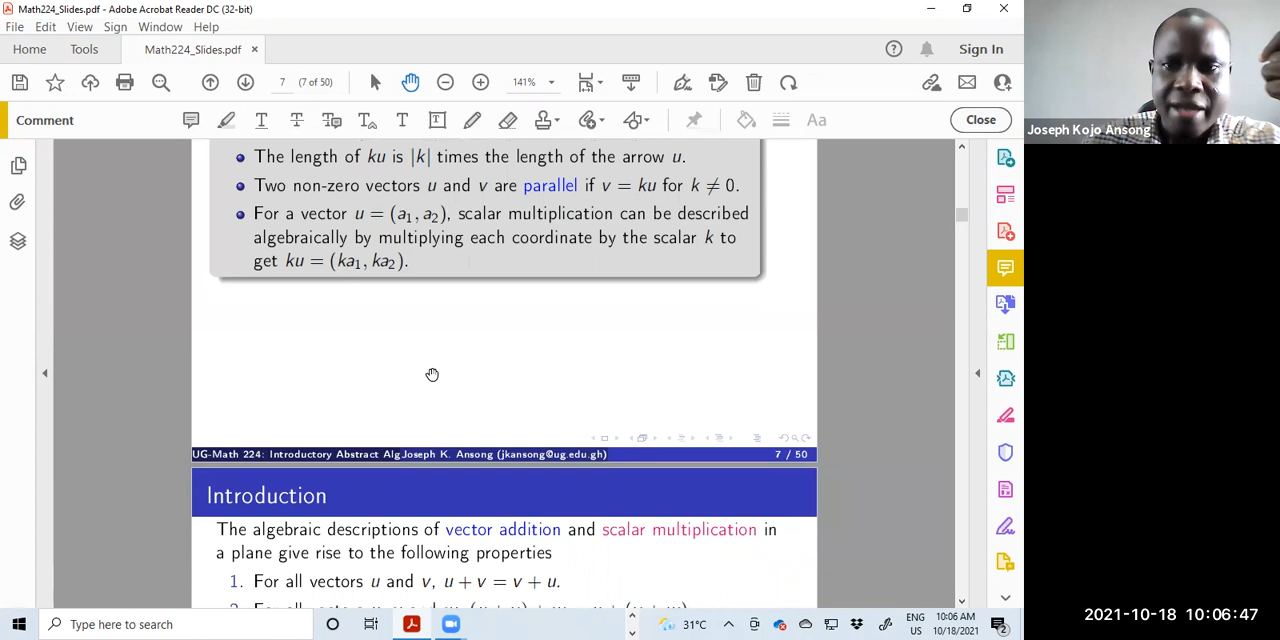 Math224_Slides.pdf - Adobe Acrobat Reader DC (32-bit)
File Edit View Sign Window Help
Home Tools Math224_Slides.pdf × Sign In
7 (7 of 50) 141%
Comment Close
Joseph Kojo Ansong
The length of ku is |k| times the length of the arrow u.
Two non-zero vectors u and v are parallel if v = ku for k ≠ 0.
For a vector u = (a₁, a₂), scalar multiplication can be described
algebraically by multiplying each coordinate by the scalar k to
get ku = (ka₁, ka₂).
UG-Math 224: Introductory Abstract AlgJoseph K. Ansong (jkansong@ug.edu.gh) 7 / 50
Introduction
The algebraic descriptions of vector addition and scalar multiplication in
a plane give rise to the following properties
1. For all vectors u and v, u + v = v + u.
Type here to search
31°C
ENG
US
10:06 AM
10/18/2021
2
2021-10-18 10:06:47